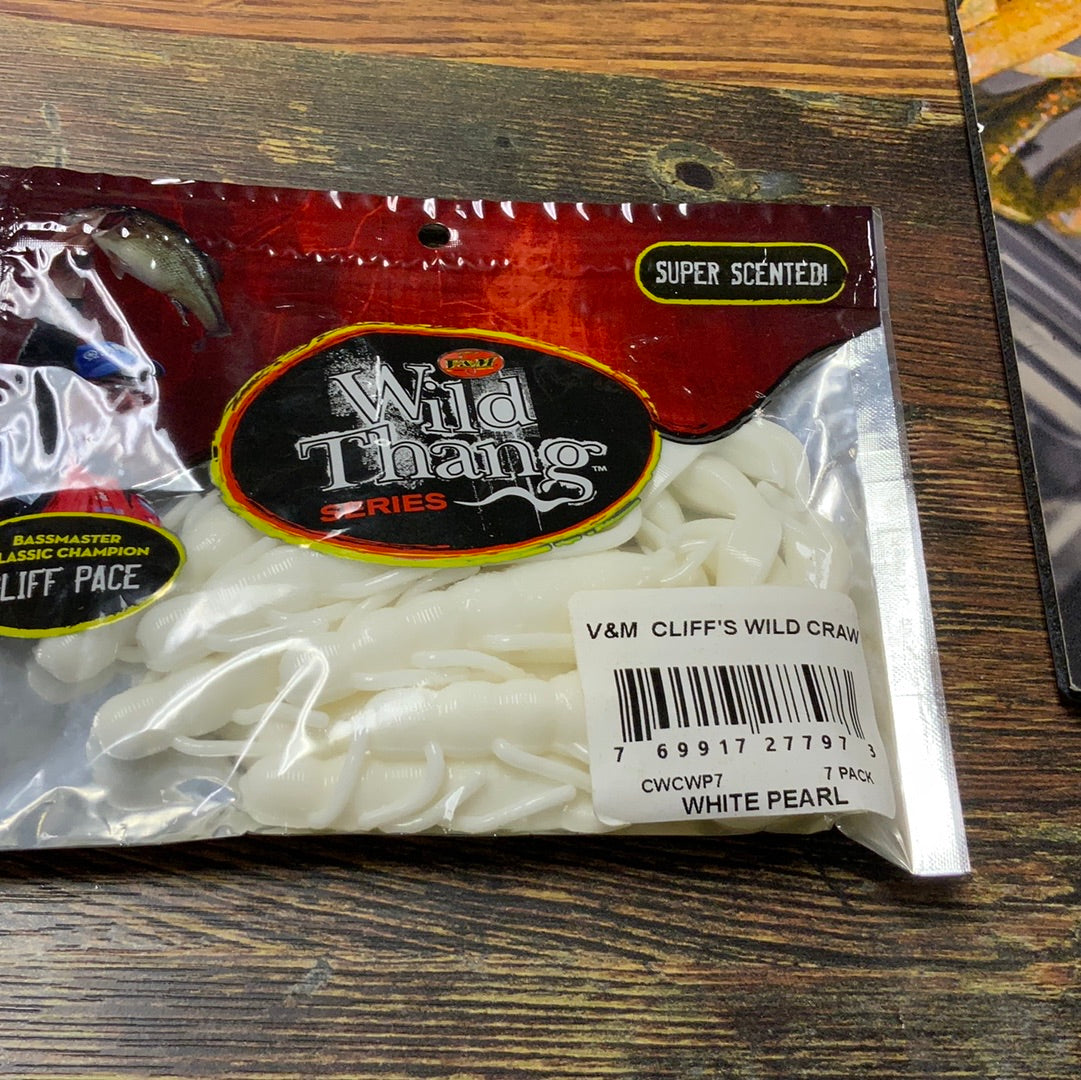 SUPER SCENTED!
V&M
Wild
Thang™
SERIES
BASSMASTER
LASSIC CHAMPION
LIFF PACE
V&M CLIFF'S WILD CRAW
7 69917 27797 3
CWCWP7 7 PACK
WHITE PEARL